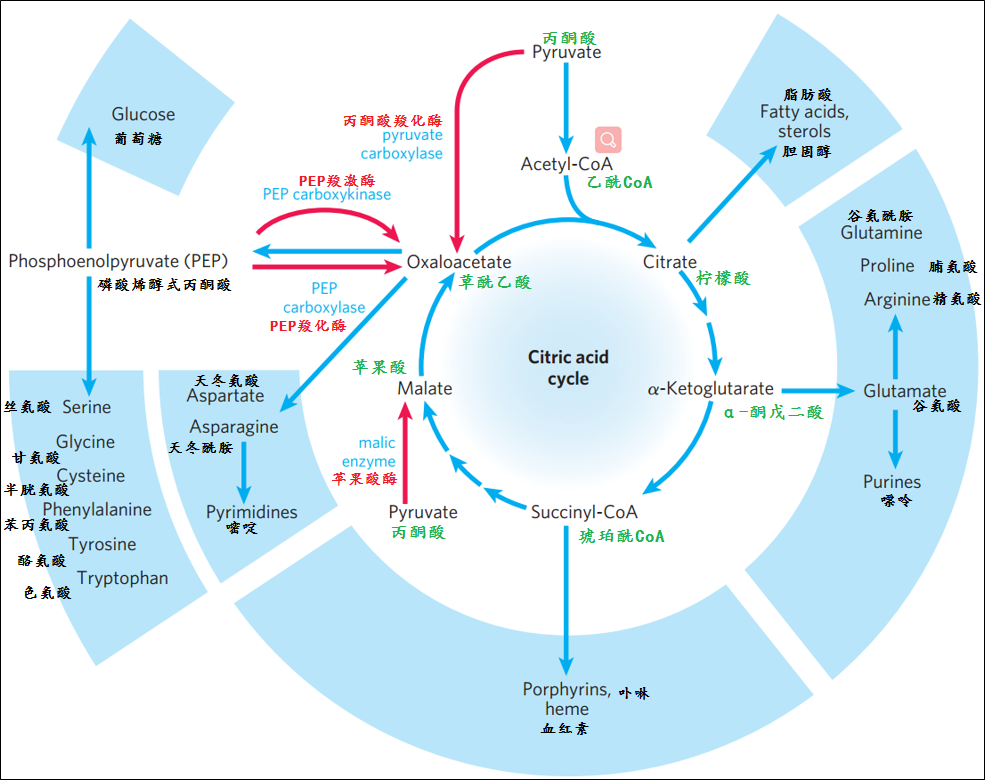 丙酮酸
Pyruvate
丙酮酸羧化酶
pyruvate
carboxylase
Acetyl-CoA
乙酰CoA
Glucose
葡萄糖
脂肪酸
Fatty acids,
sterols
胆固醇
PEP羧激酶
PEP carboxykinase
Phosphoenolpyruvate (PEP)
磷酸烯醇式丙酮酸
Oxaloacetate
草酰乙酸
Citrate
柠檬酸
PEP
carboxylase
PEP羧化酶
谷氨酰胺
Glutamine
Proline 脯氨酸
Arginine 精氨酸
Citric acid
cycle
苹果酸
Malate
α-Ketoglutarate
α-酮戊二酸
Glutamate
谷氨酸
Purines
嘌呤
天冬氨酸
Aspartate
Asparagine
天冬酰胺
Pyrimidines
嘧啶
丝氨酸 Serine
Glycine
甘氨酸
Cysteine
半胱氨酸
Phenylalanine
苯丙氨酸
Tyrosine
酪氨酸
Tryptophan
色氨酸
malic
enzyme
苹果酸酶
Pyruvate
丙酮酸
Succinyl-CoA
琥珀酰CoA
Porphyrins, 卟啉
heme
血红素